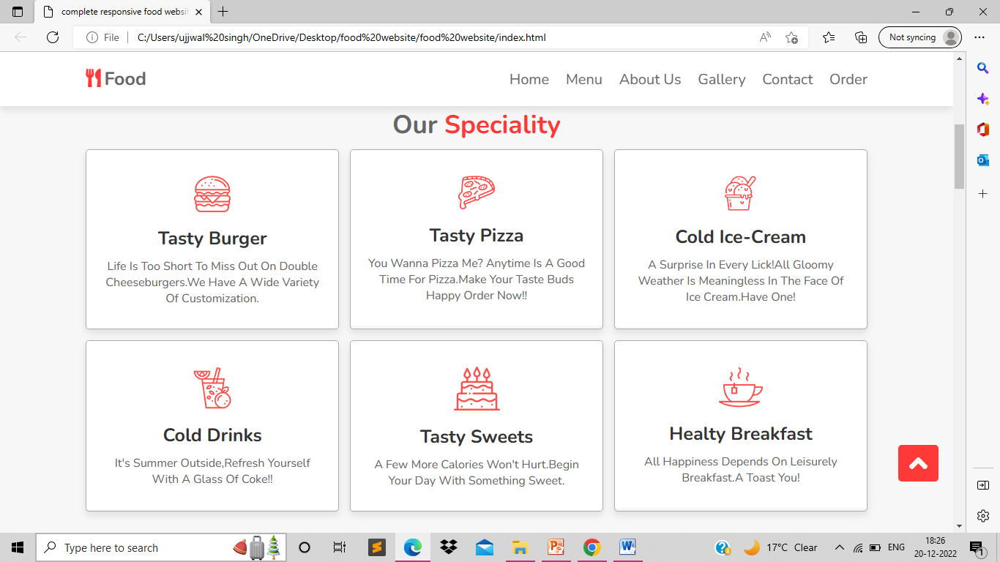 complete responsive food websi
File
C:/Users/ujjwal%20singh/OneDrive/Desktop/food%20website/food%20website/index.html
Not syncing
Food
Home Menu About Us Gallery Contact Order
Our Speciality
Tasty Burger
Life Is Too Short To Miss Out On Double
Cheeseburgers.We Have A Wide Variety
Of Customization.
Tasty Pizza
You Wanna Pizza Me? Anytime Is A Good
Time For Pizza.Make Your Taste Buds
Happy Order Now!!
Cold Ice-Cream
A Surprise In Every Lick!All Gloomy
Weather Is Meaningless In The Face Of
Ice Cream.Have One!
Cold Drinks
It's Summer Outside,Refresh Yourself
With A Glass Of Coke!!
Tasty Sweets
A Few More Calories Won't Hurt.Begin
Your Day With Something Sweet.
Healty Breakfast
All Happiness Depends On Leisurely
Breakfast.A Toast You!
Type here to search
17°C Clear
ENG
18:26
20-12-2022
1